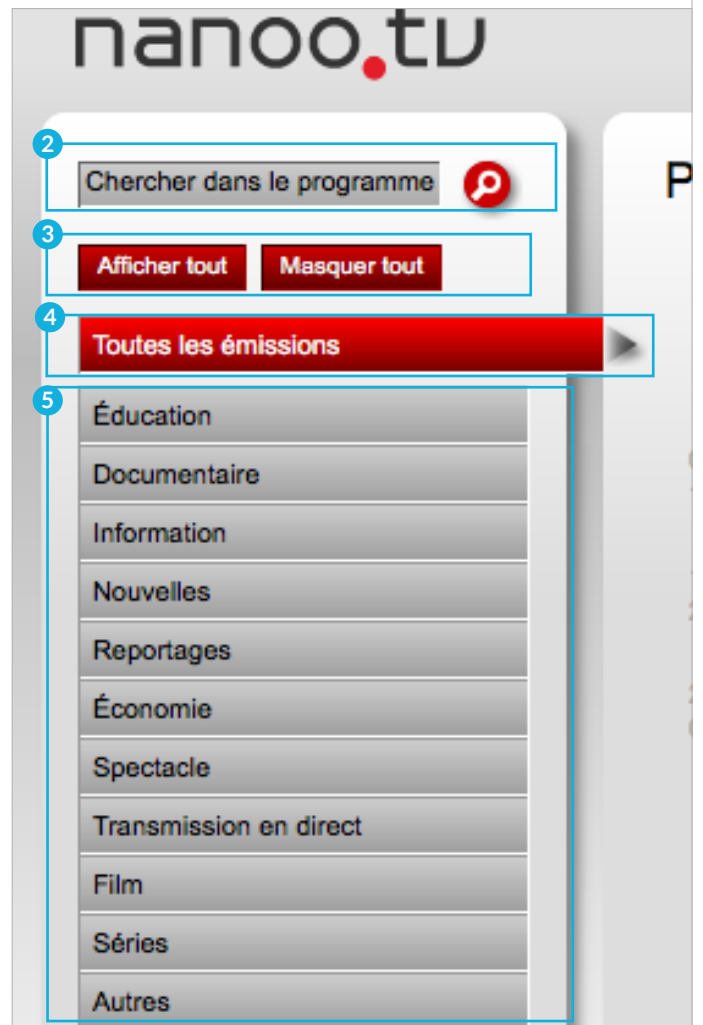 nanoo.tv
2
Chercher dans le programme
P
3
Afficher tout Masquer tout
4
Toutes les émissions
5
Éducation
Documentaire
Information
Nouvelles
Reportages
Économie
Spectacle
Transmission en direct
Film
Séries
Autres